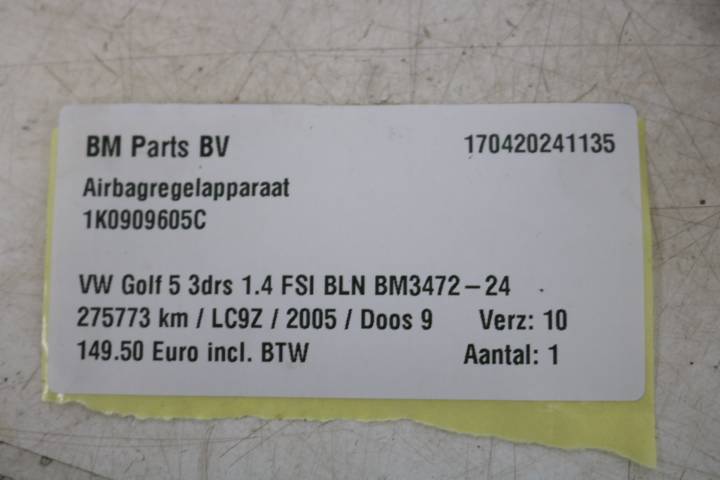 BM Parts BV 170420241135
Airbagregelapparaat
1K0909605C
VW Golf 5 3drs 1.4 FSI BLN BM3472-24
275773 km / LC9Z / 2005 / Doos 9 Verz: 10
149.50 Euro incl. BTW Aantal: 1